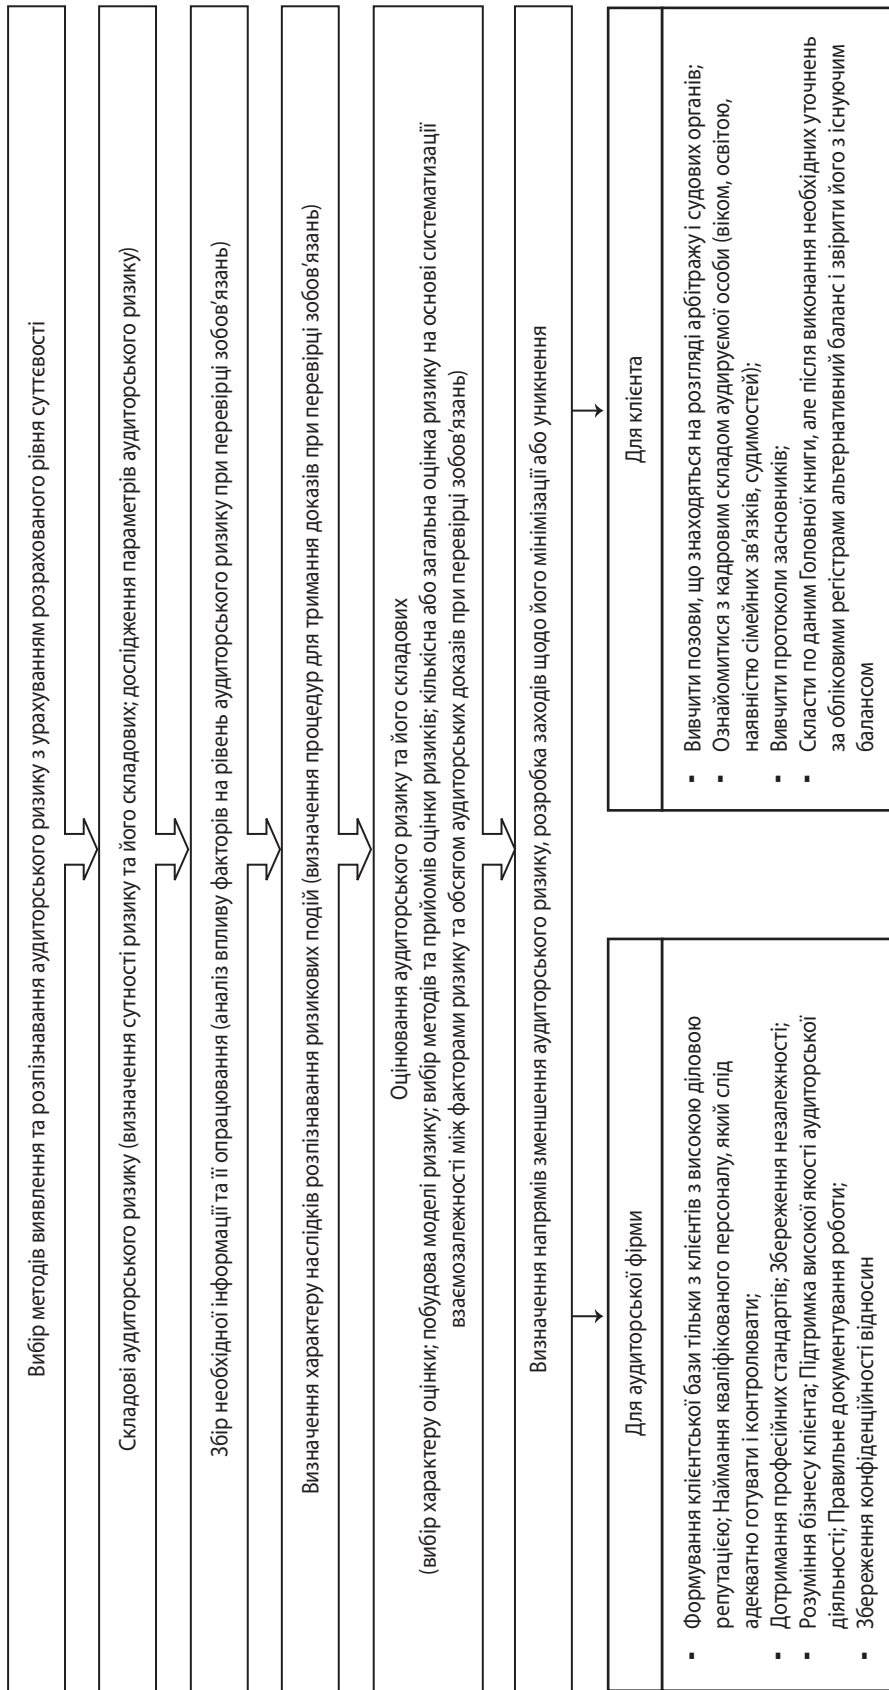 Вибір методів виявлення та розпізнавання аудиторського ризику з урахуванням розрахованого рівня суттєвості
Складові аудиторського ризику (визначення сутності ризику та його складових; дослідження параметрів аудиторського ризику)
Збір необхідної інформації та її опрацювання (аналіз впливу факторів на рівень аудиторського ризику при перевірці зобов'язань)
Визначення характеру наслідків розпізнавання ризикових подій (визначення процедур для тримання доказів при перевірці зобов'язань)
Оцінювання аудиторського ризику та його складових
(вибір характеру оцінки; побудова моделі ризику; вибір методів та прийомів оцінки ризиків; кількісна або загальна оцінка ризику на основі систематизації
взаємозалежності між факторами ризику та обсягом аудиторських доказів при перевірці зобов'язань)
Визначення напрямів зменшення аудиторського ризику, розробка заходів щодо його мінімізації або уникнення
Для аудиторської фірми
▪ Формування клієнтської бази тільки з клієнтів з високою діловою
репутацією; Наймання кваліфікованого персоналу, який слід
адекватно готувати і контролювати;
▪ Дотримання професійних стандартів; Збереження незалежності;
▪ Розуміння бізнесу клієнта; Підтримка високої якості аудиторської
діяльності; Правильне документування роботи;
▪ Збереження конфіденційності відносин
Для клієнта
▪ Вивчити позови, що знаходяться на розгляді арбітражу і судових органів;
▪ Ознайомитися з кадровим складом аудируємої особи (віком, освітою,
наявністю сімейних зв'язків, судимостей);
▪ Вивчити протоколи засновників;
▪ Скласти по даним Головної книги, але після виконання необхідних уточнень
за обліковими регістрами альтернативний баланс і звірити його з існуючим
балансом